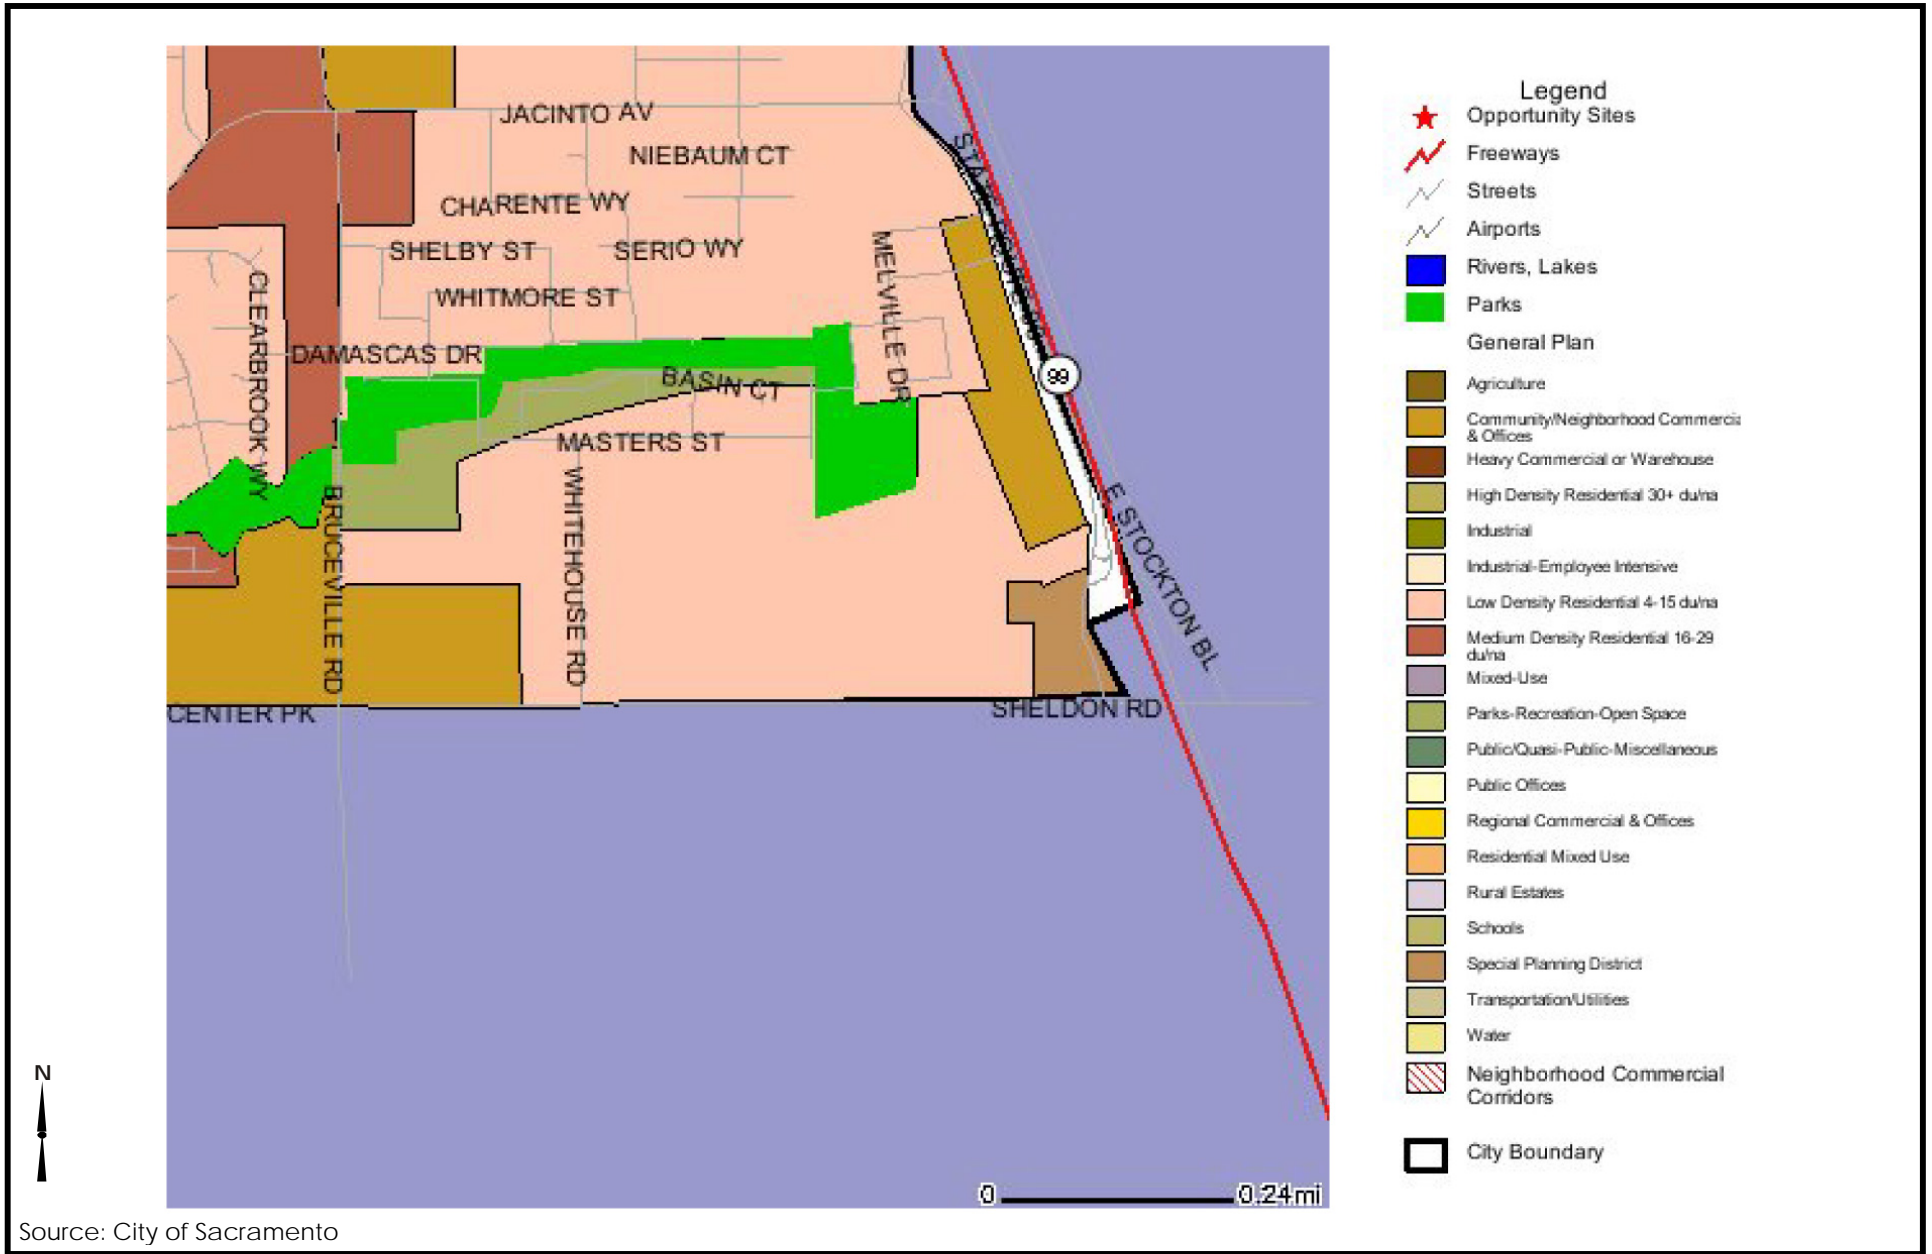 JACINTO AV
NIEBAUM CT
CHARENTE WY
SHELBY ST
SERIO WY
WHITMORE ST
MELVILLE DR
CLEARBROOK WY
DAMASCAS DR
BASIN CT
99
MASTERS ST
WHITEHOUSE RD
BRUCEVILLE RD
E STOCKTON BL
CENTER PK
SHELDON RD
0 0.24mi
N
Source: City of Sacramento
Legend
Opportunity Sites
Freeways
Streets
Airports
Rivers, Lakes
Parks
General Plan
Agriculture
Community/Neighborhood Commercia
& Offices
Heavy Commercial or Warehouse
High Density Residential 30+ du/na
Industrial
Industrial-Employee Intensive
Low Density Residential 4-15 du/na
Medium Density Residential 16-29
du/na
Mixed-Use
Parks-Recreation-Open Space
Public/Quasi-Public-Miscellaneous
Public Offices
Regional Commercial & Offices
Residential Mixed Use
Rural Estates
Schools
Special Planning District
Transportation/Utilities
Water
Neighborhood Commercial
Corridors
City Boundary